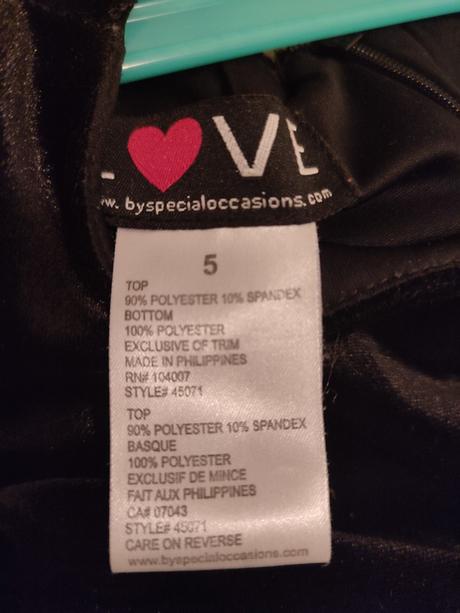 L♥VE
w. byspecialoccasions.com
5
TOP
90% POLYESTER 10% SPANDEX
BOTTOM
100% POLYESTER
EXCLUSIVE OF TRIM
MADE IN PHILIPPINES
RN# 104007
STYLE# 45071
TOP
90% POLYESTER 10% SPANDEX
BASQUE
100% POLYESTER
EXCLUSIF DE MINCE
FAIT AUX PHILIPPINES
CA# 07043
STYLE# 45071
CARE ON REVERSE
www.byspecialoccasions.com